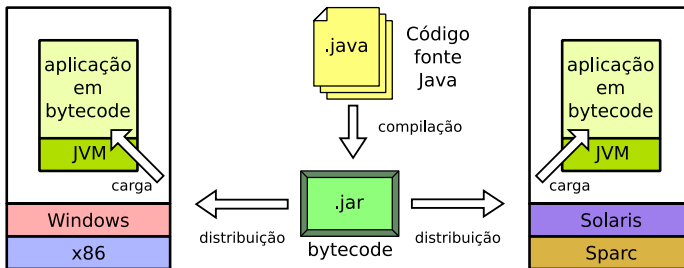 aplicação
em
bytecode
JVM
carga
Windows
x86
.java
Código
fonte
Java
compilação
.jar
bytecode
distribuição
distribuição
aplicação
em
bytecode
JVM
carga
Solaris
Sparc